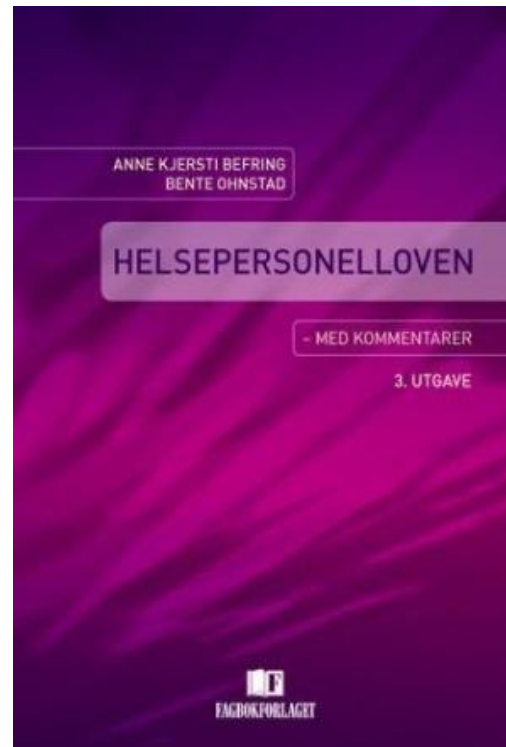 ANNE KJERSTI BEFRING
BENTE OHNSTAD
HELSEPERSONELLOVEN
– MED KOMMENTARER
3. UTGAVE
F
FAGBOKFORLAGET